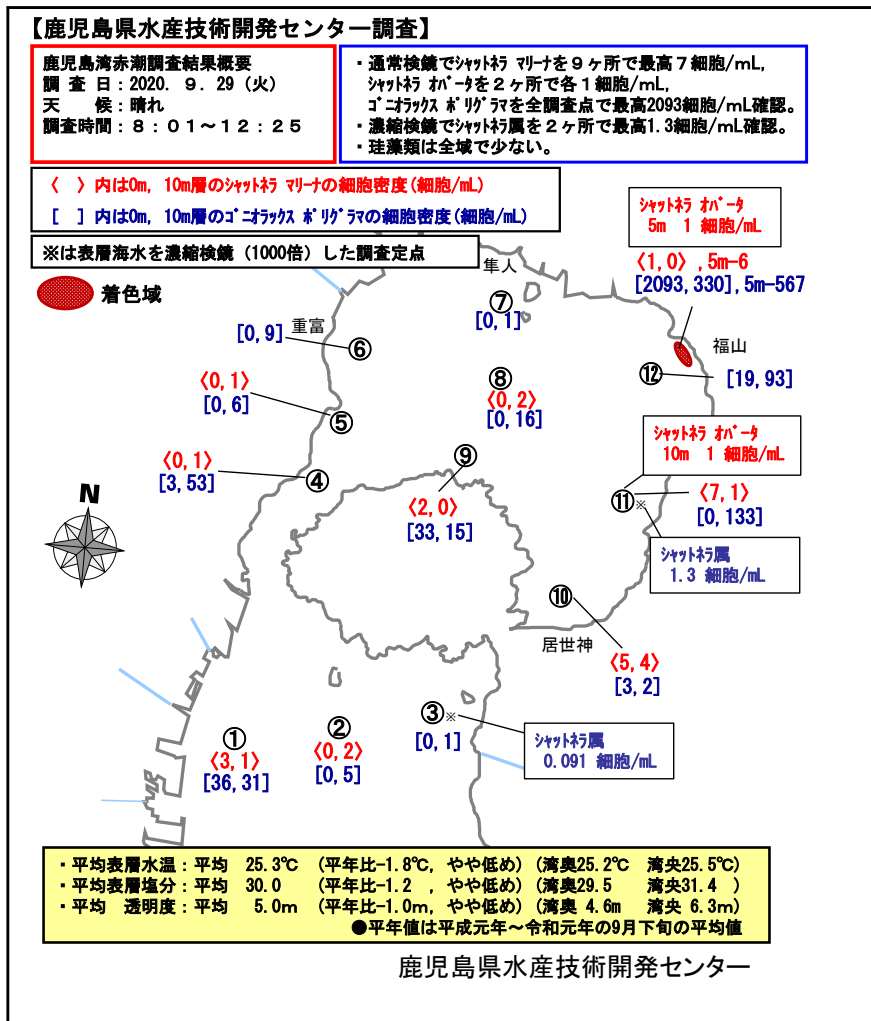 【鹿児島県水産技術開発センター調査】
鹿児島湾赤潮調査結果概要
調 査 日：2020. 9. 29（火）
天　　候：晴れ
調査時間：8：01～12：25
・通常検鏡でｼｬｯﾄﾈﾗ ﾏﾘｰﾅを９ヶ所で最高７細胞/mL,
ｼｬｯﾄﾈﾗ ｵﾊﾞｰﾀを２ヶ所で各１細胞/mL,
ｺﾞﾆｵﾗｯｸｽ ﾎﾟﾘｸﾞﾗﾏを全調査点で最高2093細胞/mL確認。
・濃縮検鏡でｼｬｯﾄﾈﾗ属を２ヶ所で最高1.3細胞/mL確認。
・珪藻類は全域で少ない。
〈　〉内は0m, 10m層のｼｬｯﾄﾈﾗ ﾏﾘｰﾅの細胞密度(細胞/mL)
[　] 内は0m, 10m層のｺﾞﾆｵﾗｯｸｽ ﾎﾟﾘｸﾞﾗﾏの細胞密度(細胞/mL)
※は表層海水を濃縮検鏡（1000倍）した調査定点
着色域
ｼｬｯﾄﾈﾗ ｵﾊﾞｰﾀ
5m 1 細胞/mL
〈1, 0〉, 5m-6
[2093, 330], 5m-567
隼人
⑦
[0, 1]
重富
[0, 9]
⑥
福山
⑫
[19, 93]
⑧
〈0, 2〉
[0, 16]
〈0, 1〉
[0, 6]
⑤
〈0, 1〉
[3, 53]
④
⑨
〈2, 0〉
[33, 15]
ｼｬｯﾄﾈﾗ ｵﾊﾞｰﾀ
10m 1 細胞/mL
⑪※
〈7, 1〉
[0, 133]
ｼｬｯﾄﾈﾗ属
1.3 細胞/mL
N
⑩
居世神
〈5, 4〉
[3, 2]
①
〈3, 1〉
[36, 31]
②
〈0, 2〉
[0, 5]
③※
[0, 1]
ｼｬｯﾄﾈﾗ属
0.091 細胞/mL
・平均表層水温：平均 25.3℃ （平年比-1.8℃, やや低め）（湾奥25.2℃ 湾央25.5℃）
・平均表層塩分：平均 30.0 （平年比-1.2 , やや低め）（湾奥29.5 湾央31.4 ）
・平均 透明度：平均 5.0m （平年比-1.0m, やや低め）（湾奥 4.6m 湾央 6.3m）
●平年値は平成元年～令和元年の9月下旬の平均値
鹿児島県水産技術開発センター